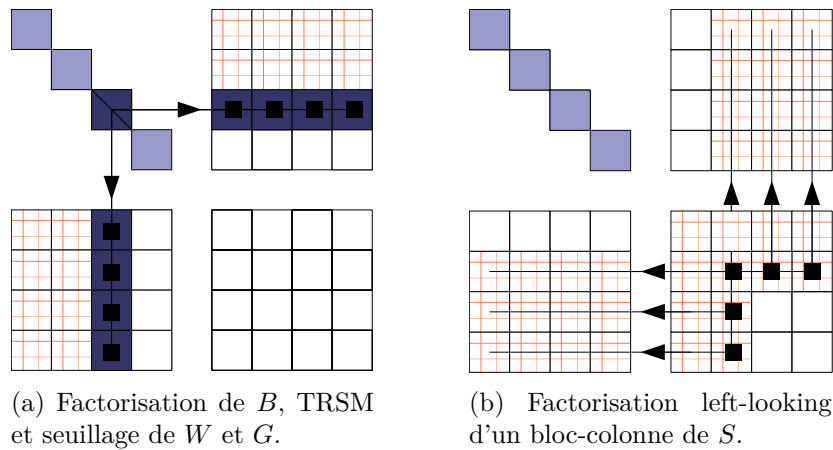 (a) Factorisation de B, TRSM
et seuillage de W et G.
(b) Factorisation left-looking
d'un bloc-colonne de S.